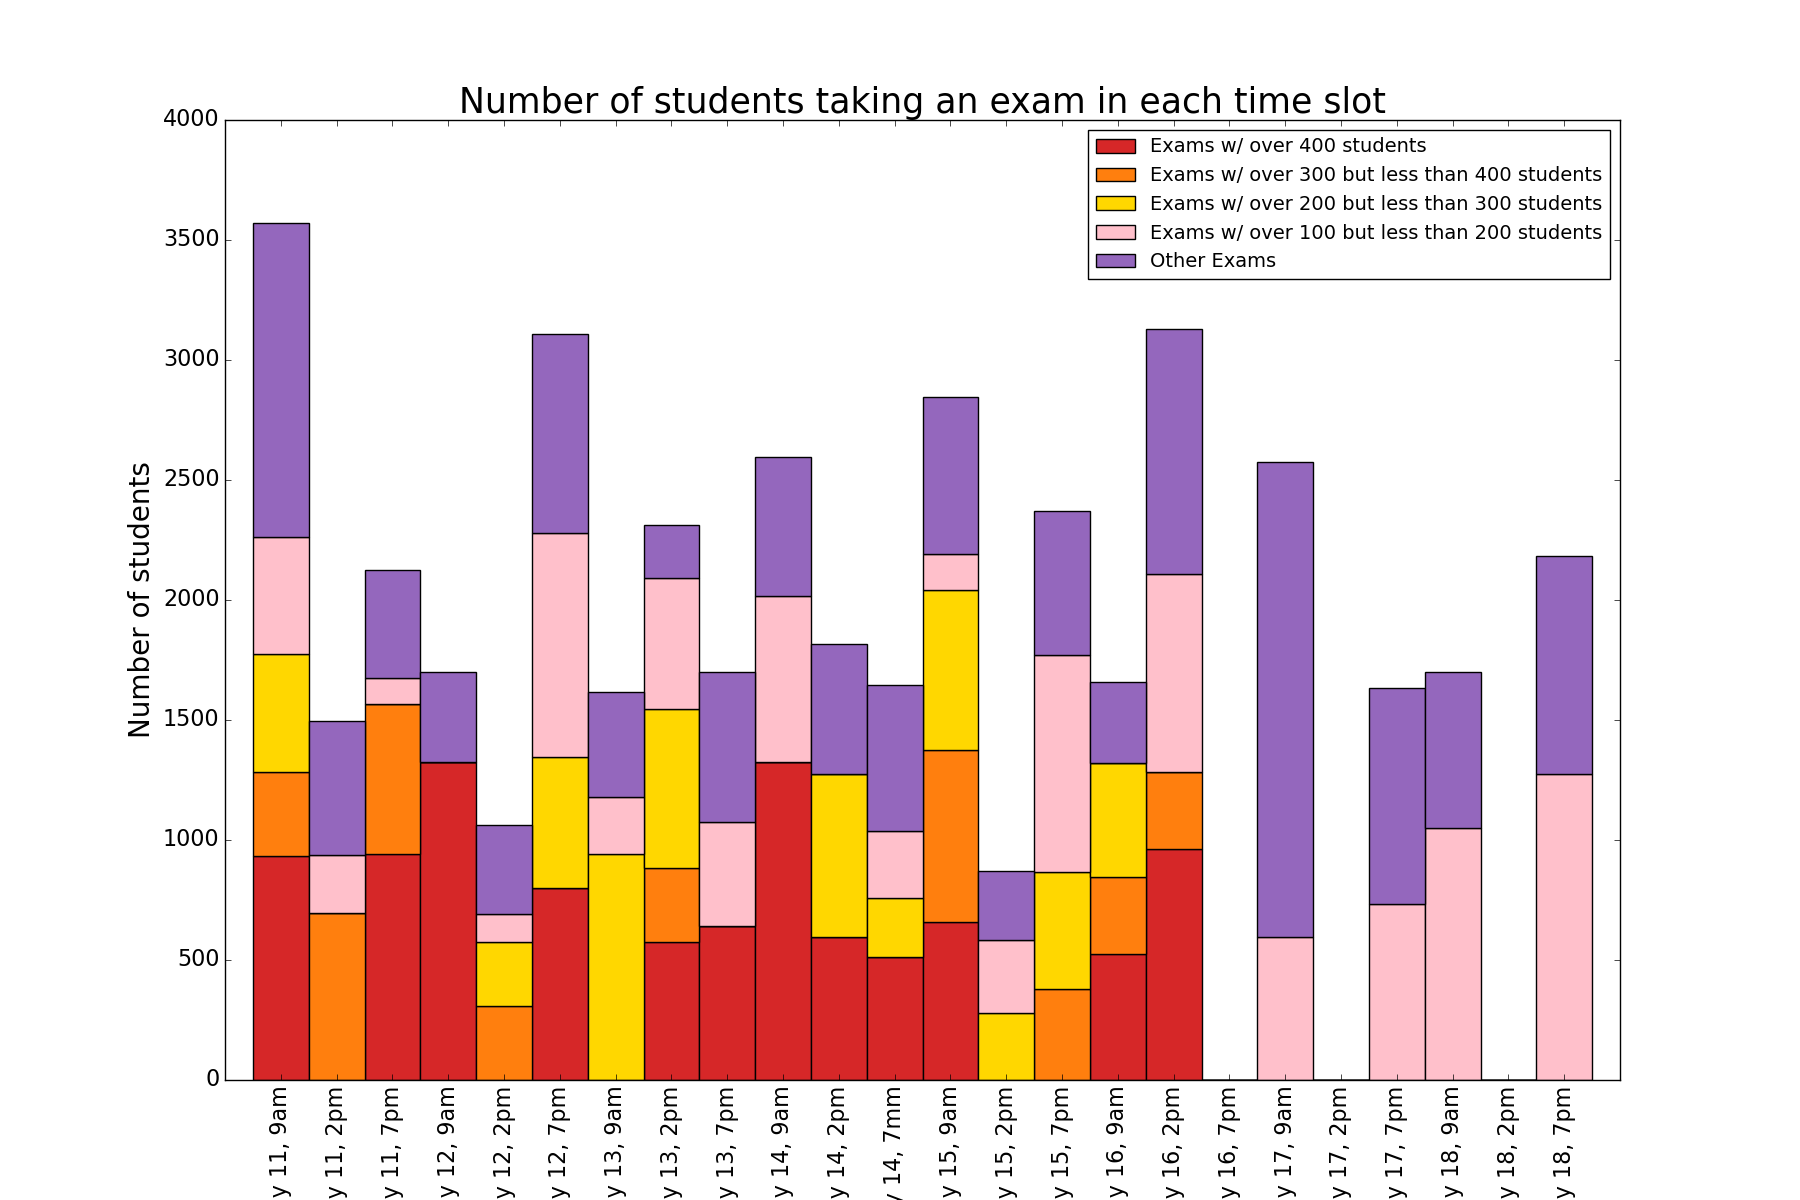 Number of students taking an exam in each time slot
Exams w/ over 400 students
Exams w/ over 300 but less than 400 students
Exams w/ over 200 but less than 300 students
Exams w/ over 100 but less than 200 students
Other Exams
Number of students
4000
3500
3000
2500
2000
1500
1000
500
0
y 11, 9am
y 11, 2pm
y 11, 7pm
y 12, 9am
y 12, 2pm
y 12, 7pm
y 13, 9am
y 13, 2pm
y 13, 7pm
y 14, 9am
y 14, 2pm
y 14, 7mm
y 15, 9am
y 15, 2pm
y 15, 7pm
y 16, 9am
y 16, 2pm
y 16, 7pm
y 17, 9am
y 17, 2pm
y 17, 7pm
y 18, 9am
y 18, 2pm
y 18, 7pm